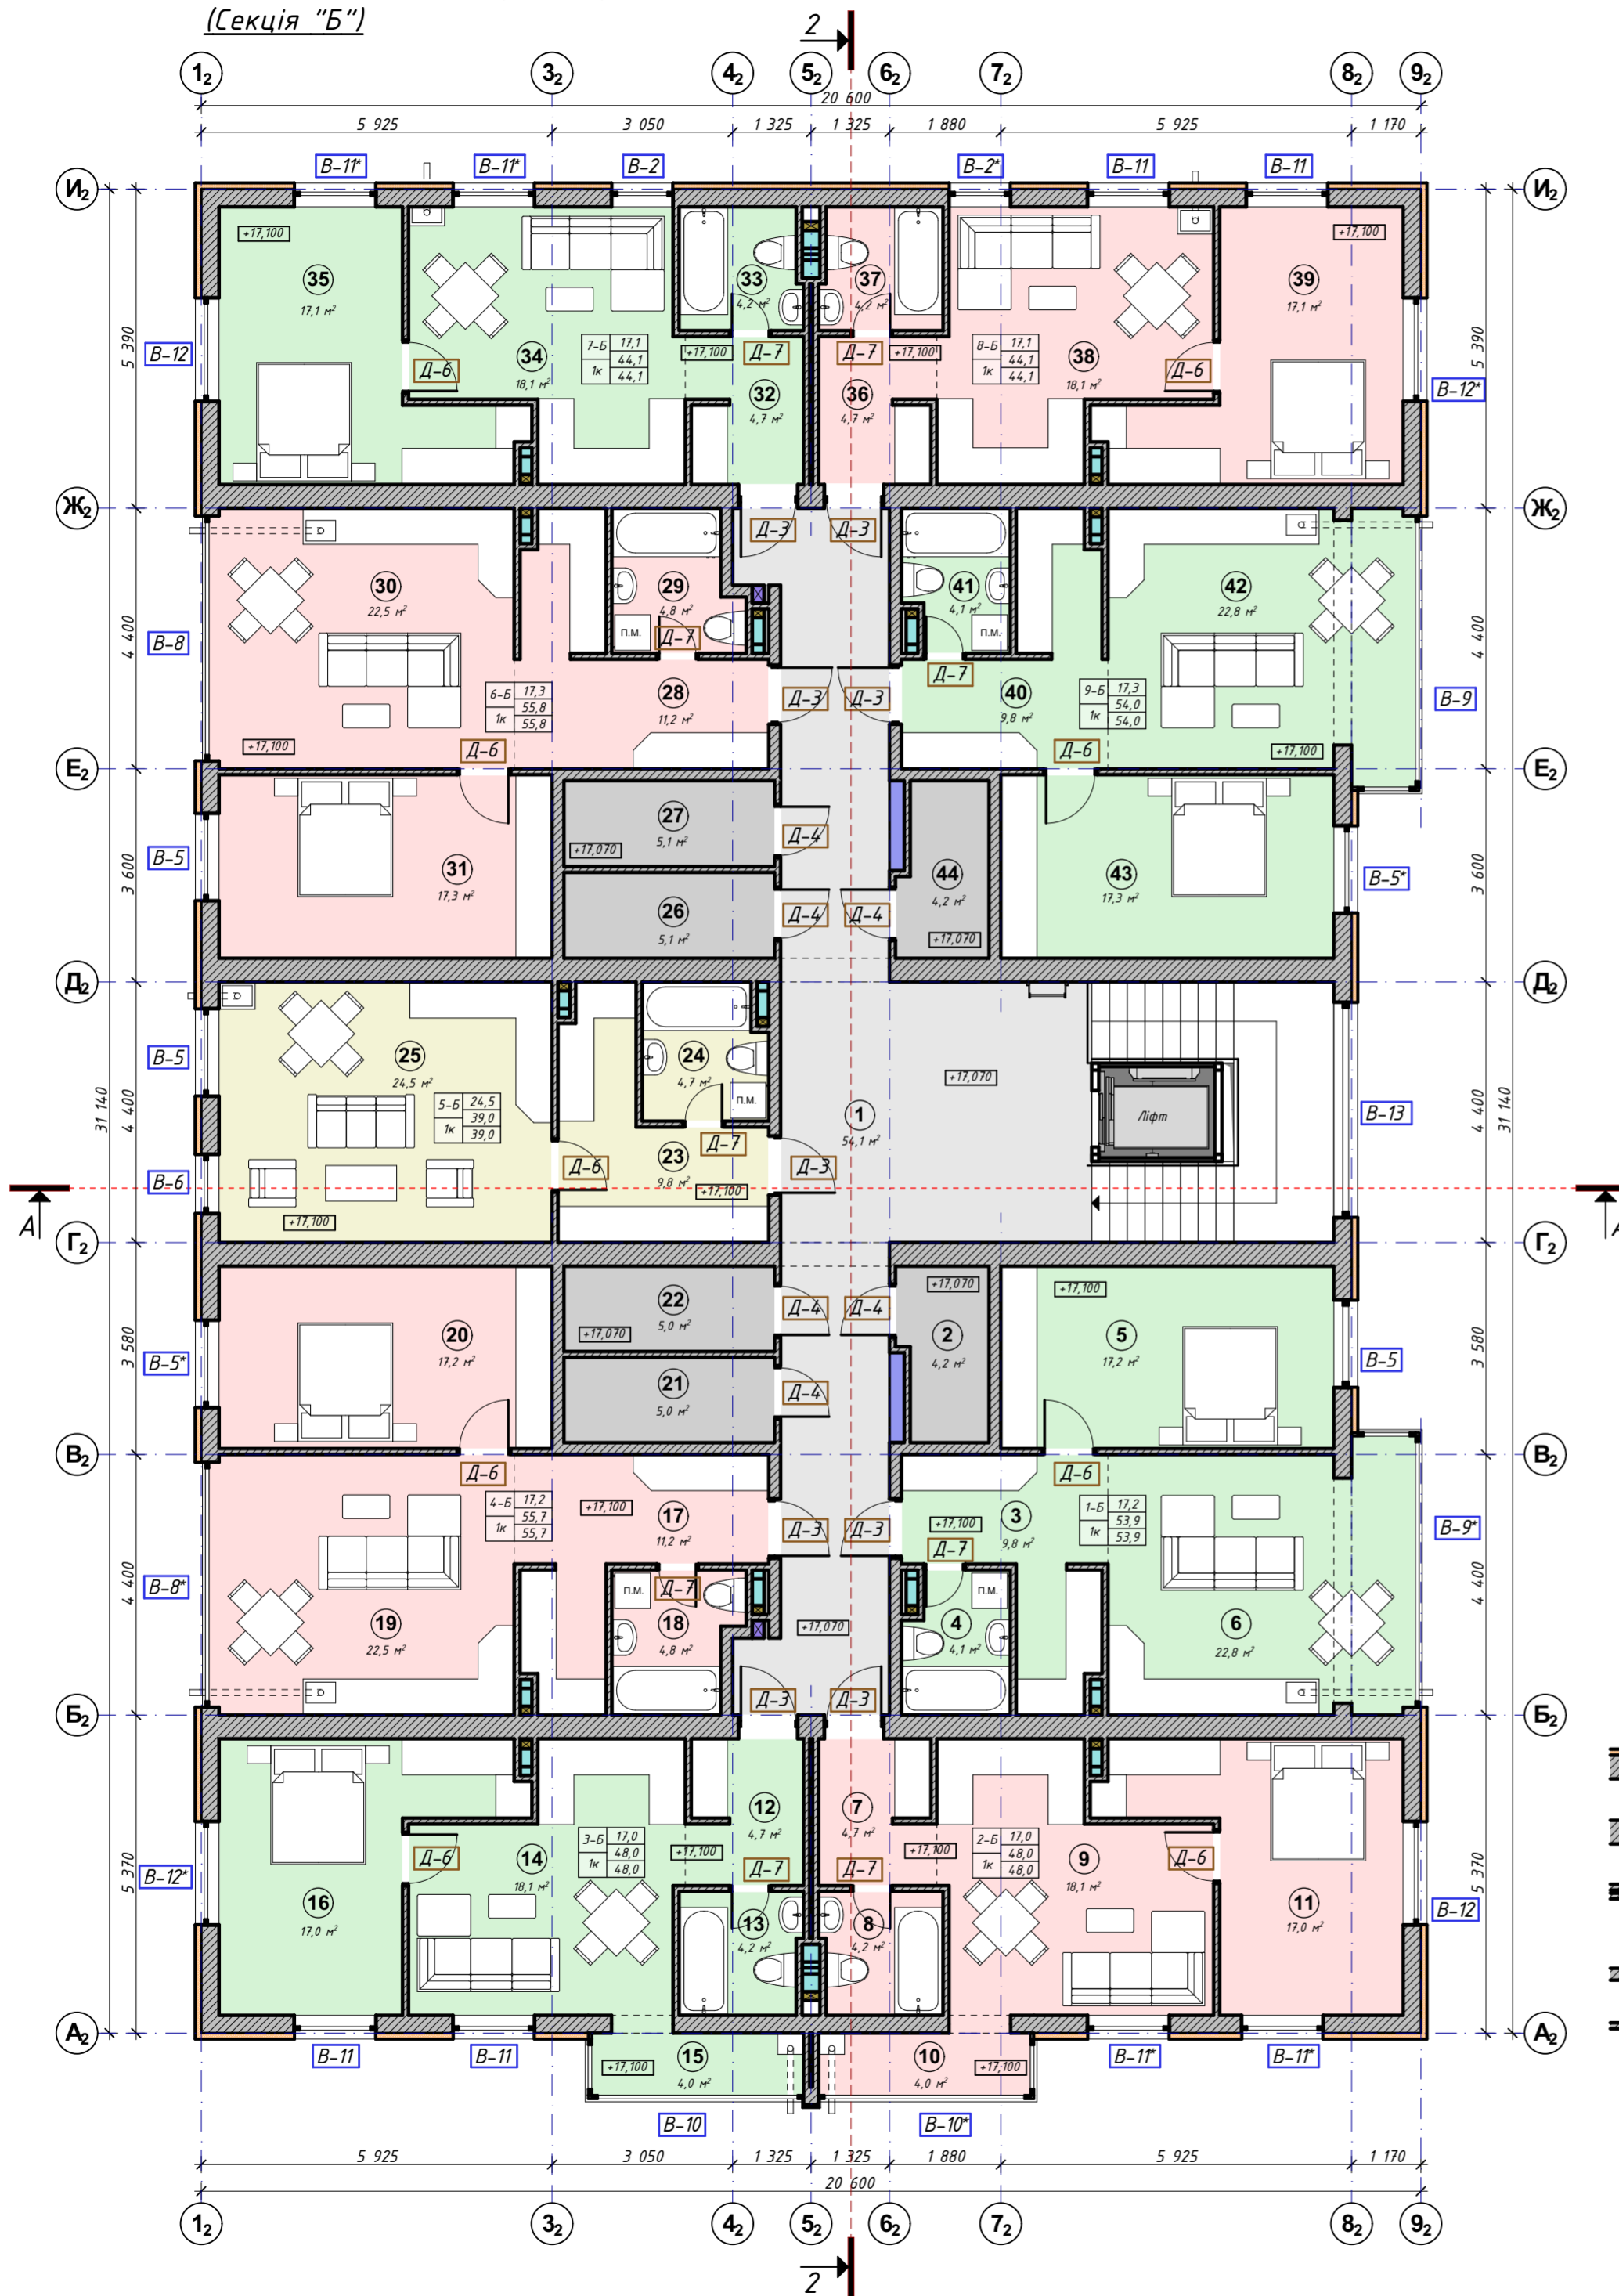 (Секція "Б")
2
1₂ 3₂ 4₂ 5₂ 6₂ 7₂ 8₂ 9₂
20 600
5 925 3 050 1 325 1 325 1 880 5 925 1 170
В-11* В-11* В-2 В-2* В-11 В-11
И₂ И₂
+17,100 +17,100
35 33 37 39
17,1 м² 4,2 м² 4,2 м² 17,1 м²
5 390 В-12 34 18,1 м² 7-Б 17,1 1к 44,1 44,1 +17,100 Д-7 Д-7 +17,100 8-Б 17,1 1к 44,1 44,1 38 18,1 м² 5 390
Д-6 32 4,7 м² 36 4,7 м² Д-6 В-12*
Ж₂ Ж₂
Д-3 Д-3
30 29 41 42
22,5 м² 4,8 м² 4,1 м² 22,8 м²
4 400 В-8 п.м. Д-7 п.м. Д-7 4 400
6-Б 17,3 1к 55,8 55,8 28 11,2 м² Д-3 Д-3 40 9,8 м² 9-Б 17,3 1к 54,0 54,0 В-9
+17,100 Д-6 Д-6 +17,100
Е₂ Е₂
27 5,1 м² +17,070 Д-4
3 600 В-5 31 17,3 м² 44 4,2 м² 43 17,3 м² В-5* 3 600
26 5,1 м² Д-4 Д-4 +17,070
Д₂ Д₂
В-5 25 24,5 м² 24 4,7 м² +17,070
31 140 4 400 5-Б 24,5 1к 39,0 39,0 п.м. 1 54,1 м² Ліфт В-13 4 400 31 140
В-6 Д-6 23 9,8 м² Д-7 +17,100 Д-3
А А
+17,100
Г₂ Г₂
22 5,0 м² +17,070 Д-4 Д-4 +17,070 +17,100
3 580 В-5* 20 17,2 м² 2 4,2 м² 5 17,2 м² В-5 3 580
21 5,0 м² Д-4
В₂ В₂
Д-6 Д-6
4-Б 17,2 1к 55,7 55,7 +17,100 17 11,2 м² Д-3 Д-3 +17,100 Д-7 3 9,8 м² 1-Б 17,2 1к 53,9 53,9 В-9*
4 400 В-8* п.м. Д-7 п.м. 4 400
19 22,5 м² 18 4,8 м² +17,070 4 4,1 м² 6 22,8 м²
Д-3 Д-3
Б₂ Б₂
12 4,7 м² 7 4,7 м²
5 370 В-12* Д-6 14 18,1 м² 3-Б 17,0 1к 48,0 48,0 +17,100 Д-7 Д-7 +17,100 2-Б 17,0 1к 48,0 48,0 9 18,1 м² Д-6 5 370
16 17,0 м² 13 4,2 м² 8 4,2 м² 11 17,0 м² В-12
А₂ А₂
В-11 В-11 +17,100 15 4,0 м² 10 4,0 м² +17,100 В-11* В-11*
В-10 В-10*
5 925 3 050 1 325 1 325 1 880 5 925 1 170
20 600
1₂ 3₂ 4₂ 5₂ 6₂ 7₂ 8₂ 9₂
2